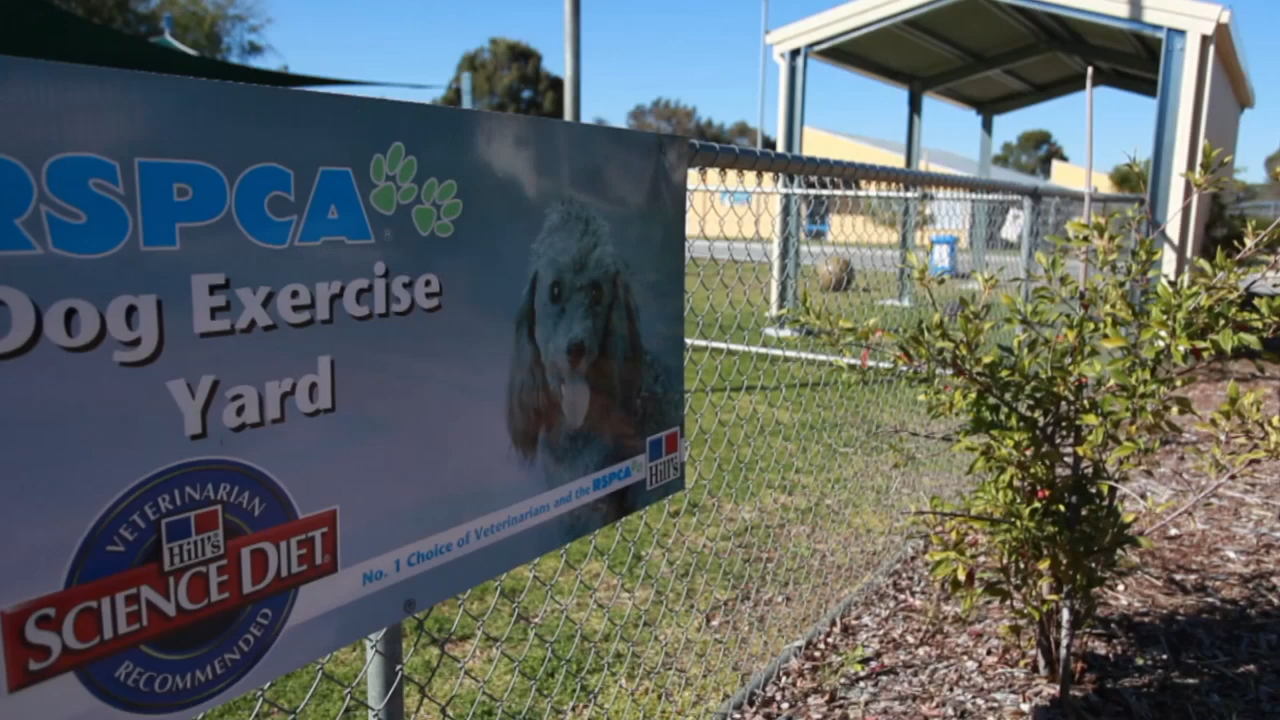 RSPCA
Dog Exercise
Yard
VETERINARIAN
Hill's
SCIENCE DIET
RECOMMENDED
No. 1 Choice of Veterinarians and the RSPCA
Hill's